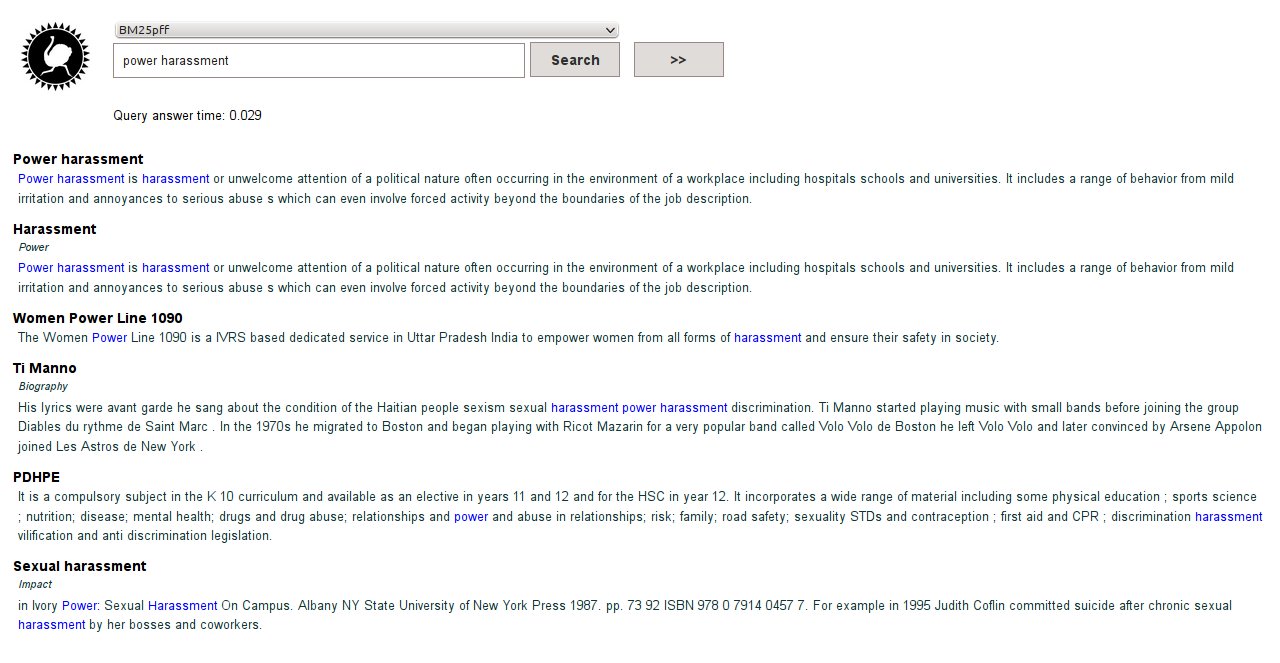 BM25pff
power harassment
Search
>>
Query answer time: 0.029
Power harassment
Power harassment is harassment or unwelcome attention of a political nature often occurring in the environment of a workplace including hospitals schools and universities. It includes a range of behavior from mild
irritation and annoyances to serious abuse s which can even involve forced activity beyond the boundaries of the job description.
Harassment
Power
Power harassment is harassment or unwelcome attention of a political nature often occurring in the environment of a workplace including hospitals schools and universities. It includes a range of behavior from mild
irritation and annoyances to serious abuse s which can even involve forced activity beyond the boundaries of the job description.
Women Power Line 1090
The Women Power Line 1090 is a IVRS based dedicated service in Uttar Pradesh India to empower women from all forms of harassment and ensure their safety in society.
Ti Manno
Biography
His lyrics were avant garde he sang about the condition of the Haitian people sexism sexual harassment power harassment discrimination. Ti Manno started playing music with small bands before joining the group
Diables du rythme de Saint Marc . In the 1970s he migrated to Boston and began playing with Ricot Mazarin for a very popular band called Volo Volo de Boston he left Volo Volo and later convinced by Arsene Appolon
joined Les Astros de New York .
PDHPE
It is a compulsory subject in the K 10 curriculum and available as an elective in years 11 and 12 and for the HSC in year 12. It incorporates a wide range of material including some physical education ; sports science
; nutrition; disease; mental health; drugs and drug abuse; relationships and power and abuse in relationships; risk; family; road safety; sexuality STDs and contraception ; first aid and CPR ; discrimination harassment
vilification and anti discrimination legislation.
Sexual harassment
Impact
in Ivory Power: Sexual Harassment On Campus. Albany NY State University of New York Press 1987. pp. 73 92 ISBN 978 0 7914 0457 7. For example in 1995 Judith Coflin committed suicide after chronic sexual
harassment by her bosses and coworkers.